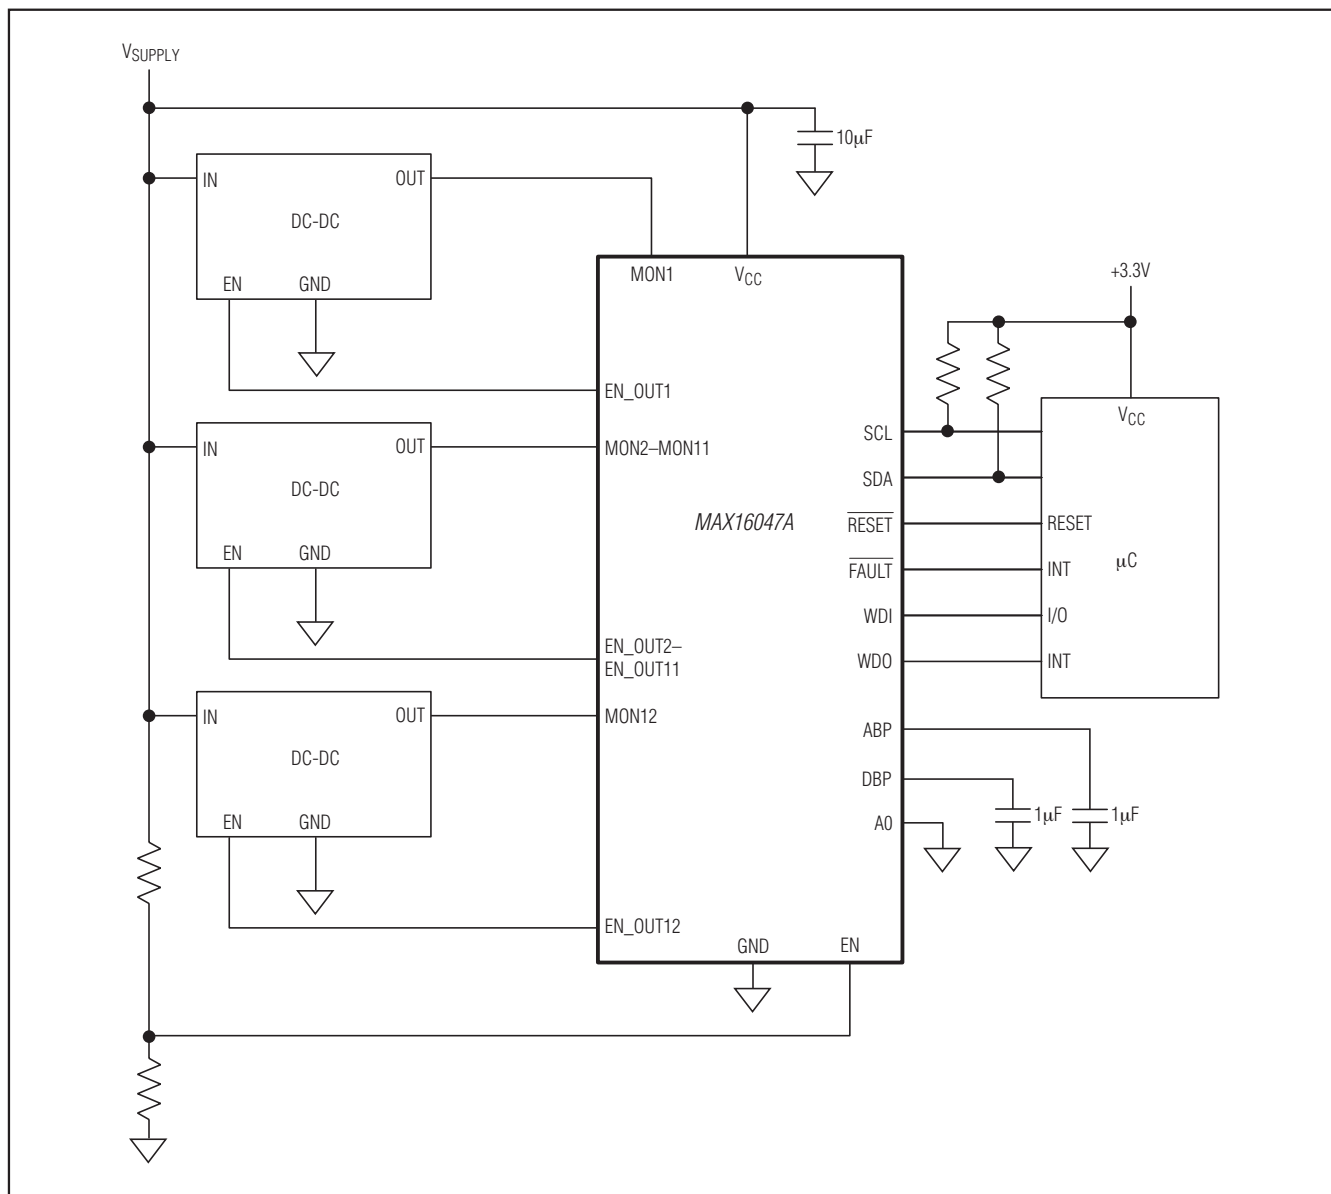 VSUPPLY
10µF
IN
OUT
DC-DC
EN
GND
MON1
VCC
+3.3V
EN_OUT1
VCC
SCL
IN
OUT
MON2–MON11
DC-DC
SDA
MAX16047A
RESET
RESET
EN
GND
FAULT
INT
µC
WDI
I/O
EN_OUT2–
EN_OUT11
WDO
INT
IN
OUT
MON12
ABP
DC-DC
DBP
1µF
1µF
EN
GND
A0
EN_OUT12
GND
EN